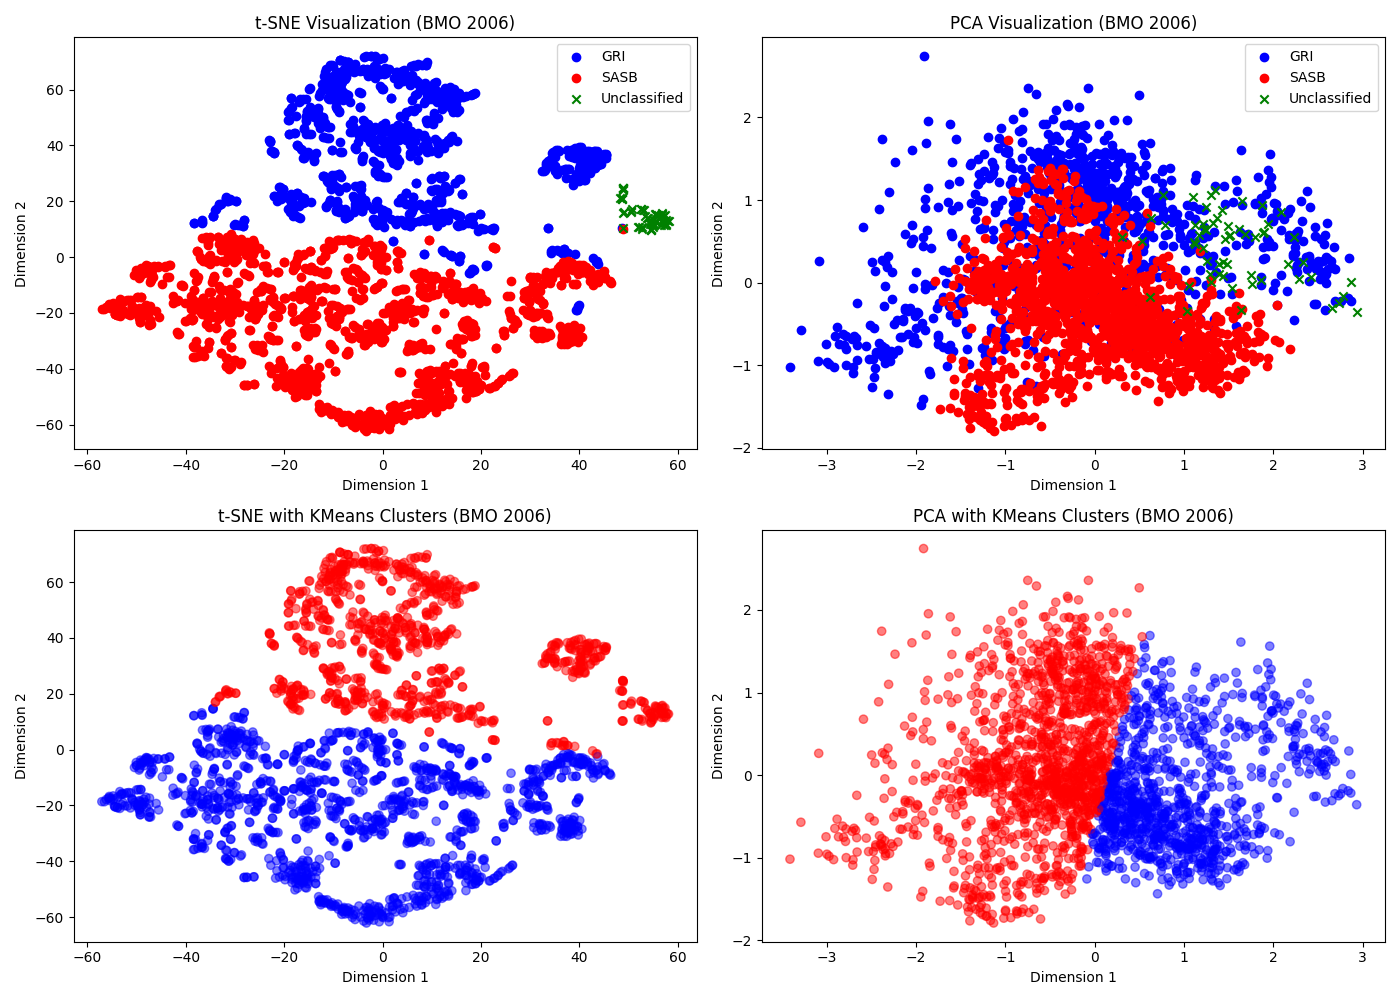 t-SNE Visualization (BMO 2006)
GRI
SASB
Unclassified
60
40
20
0
−20
−40
−60
Dimension 2
−60 −40 −20 0 20 40 60
Dimension 1
PCA Visualization (BMO 2006)
GRI
SASB
Unclassified
2
1
0
−1
−2
Dimension 2
−3 −2 −1 0 1 2 3
Dimension 1
t-SNE with KMeans Clusters (BMO 2006)
60
40
20
0
−20
−40
−60
Dimension 2
−60 −40 −20 0 20 40 60
Dimension 1
PCA with KMeans Clusters (BMO 2006)
2
1
0
−1
−2
Dimension 2
−3 −2 −1 0 1 2 3
Dimension 1